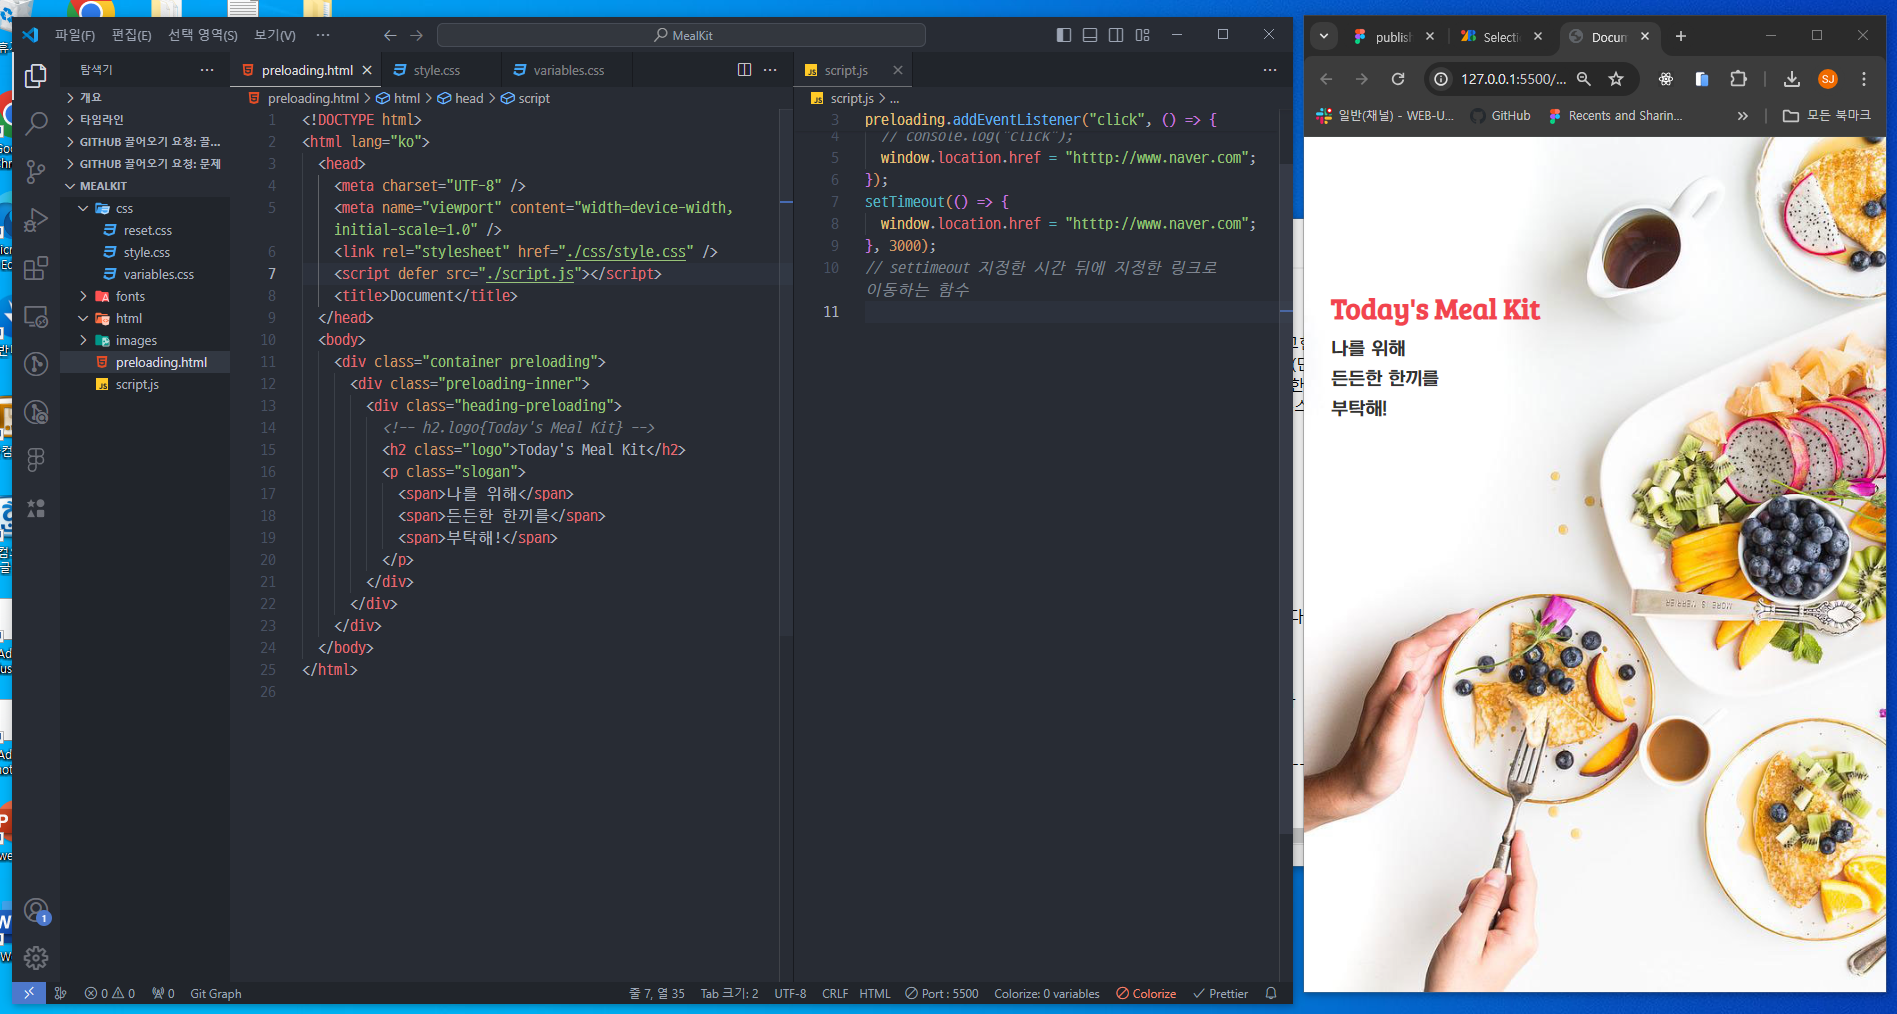 파일(F) 편집(E) 선택 영역(S) 보기(V) ··· MealKit
탐색기 ···
개요
타임라인
GITHUB 끌어오기 요청: 끌...
GITHUB 끌어오기 요청: 문제
MEALKIT
css
reset.css
style.css
variables.css
fonts
html
images
preloading.html
script.js
preloading.html style.css variables.css ···
preloading.html > html > head > script
1 <!DOCTYPE html>
2 <html lang="ko">
3 <head>
4 <meta charset="UTF-8" />
5 <meta name="viewport" content="width=device-width,
initial-scale=1.0" />
6 <link rel="stylesheet" href="./css/style.css" />
7 <script defer src="./script.js"></script>
8 <title>Document</title>
9 </head>
10 <body>
11 <div class="container preloading">
12 <div class="preloading-inner">
13 <div class="heading-preloading">
14 <!-- h2.logo{Today's Meal Kit} -->
15 <h2 class="logo">Today's Meal Kit</h2>
16 <p class="slogan">
17 <span>나를 위해</span>
18 <span>든든한 한끼를</span>
19 <span>부탁해!</span>
20 </p>
21 </div>
22 </div>
23 </div>
24 </body>
25 </html>
26
script.js ···
script.js > ...
3 preloading.addEventListener("click", () => {
4 // console.log("click");
5 window.location.href = "htttp://www.naver.com";
6 });
7 setTimeout(() => {
8 window.location.href = "htttp://www.naver.com";
9 }, 3000);
10 // settimeout 지정한 시간 뒤에 지정한 링크로
이동하는 함수
11
1
0 0 0 Git Graph 줄 7, 열 35 Tab 크기: 2 UTF-8 CRLF HTML Port : 5500 Colorize: 0 variables Colorize Prettier
publis Selecti Docum
127.0.0.1:5500/... SJ
일반(채널) - WEB-U... GitHub Recents and Sharin... » 모든 북마크
Today's Meal Kit
나를 위해
든든한 한끼를
부탁해!